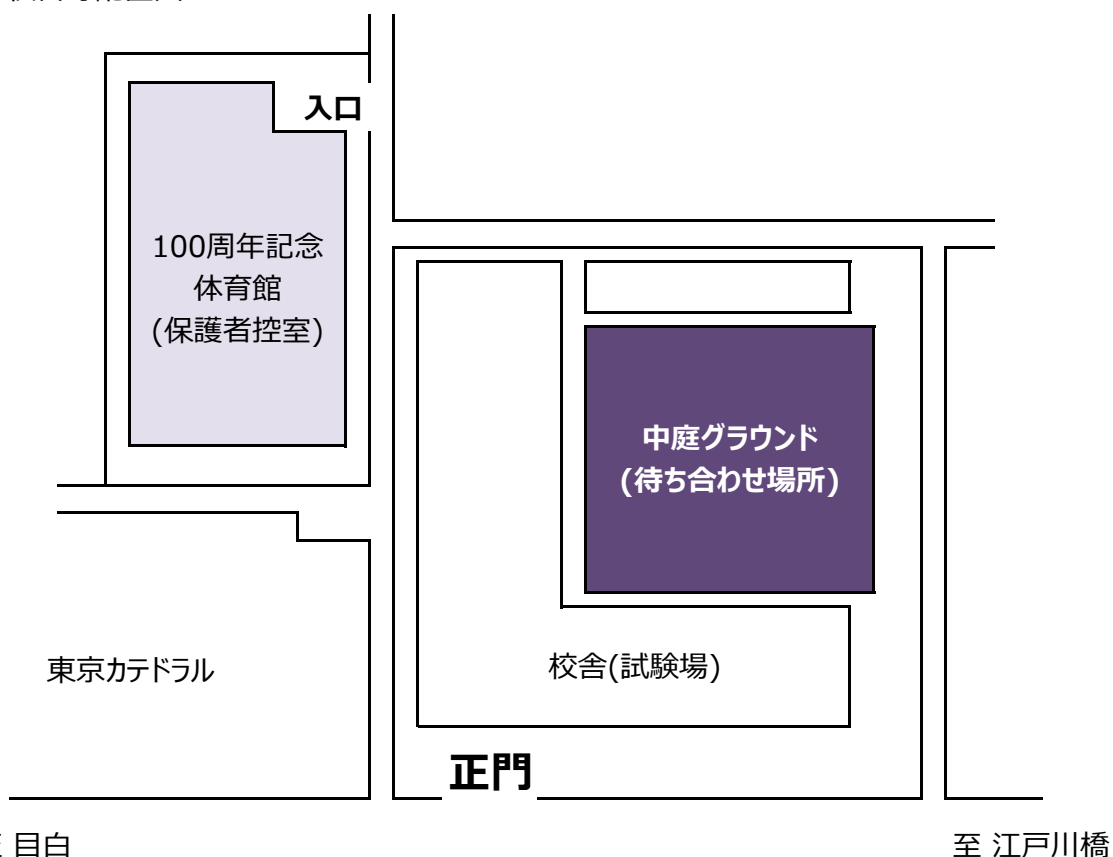 入口
100周年記念
体育館
(保護者控室)
中庭グラウンド
(待ち合わせ場所)
東京カテドラル
校舎(試験場)
正門
目白
至 江戸川橋